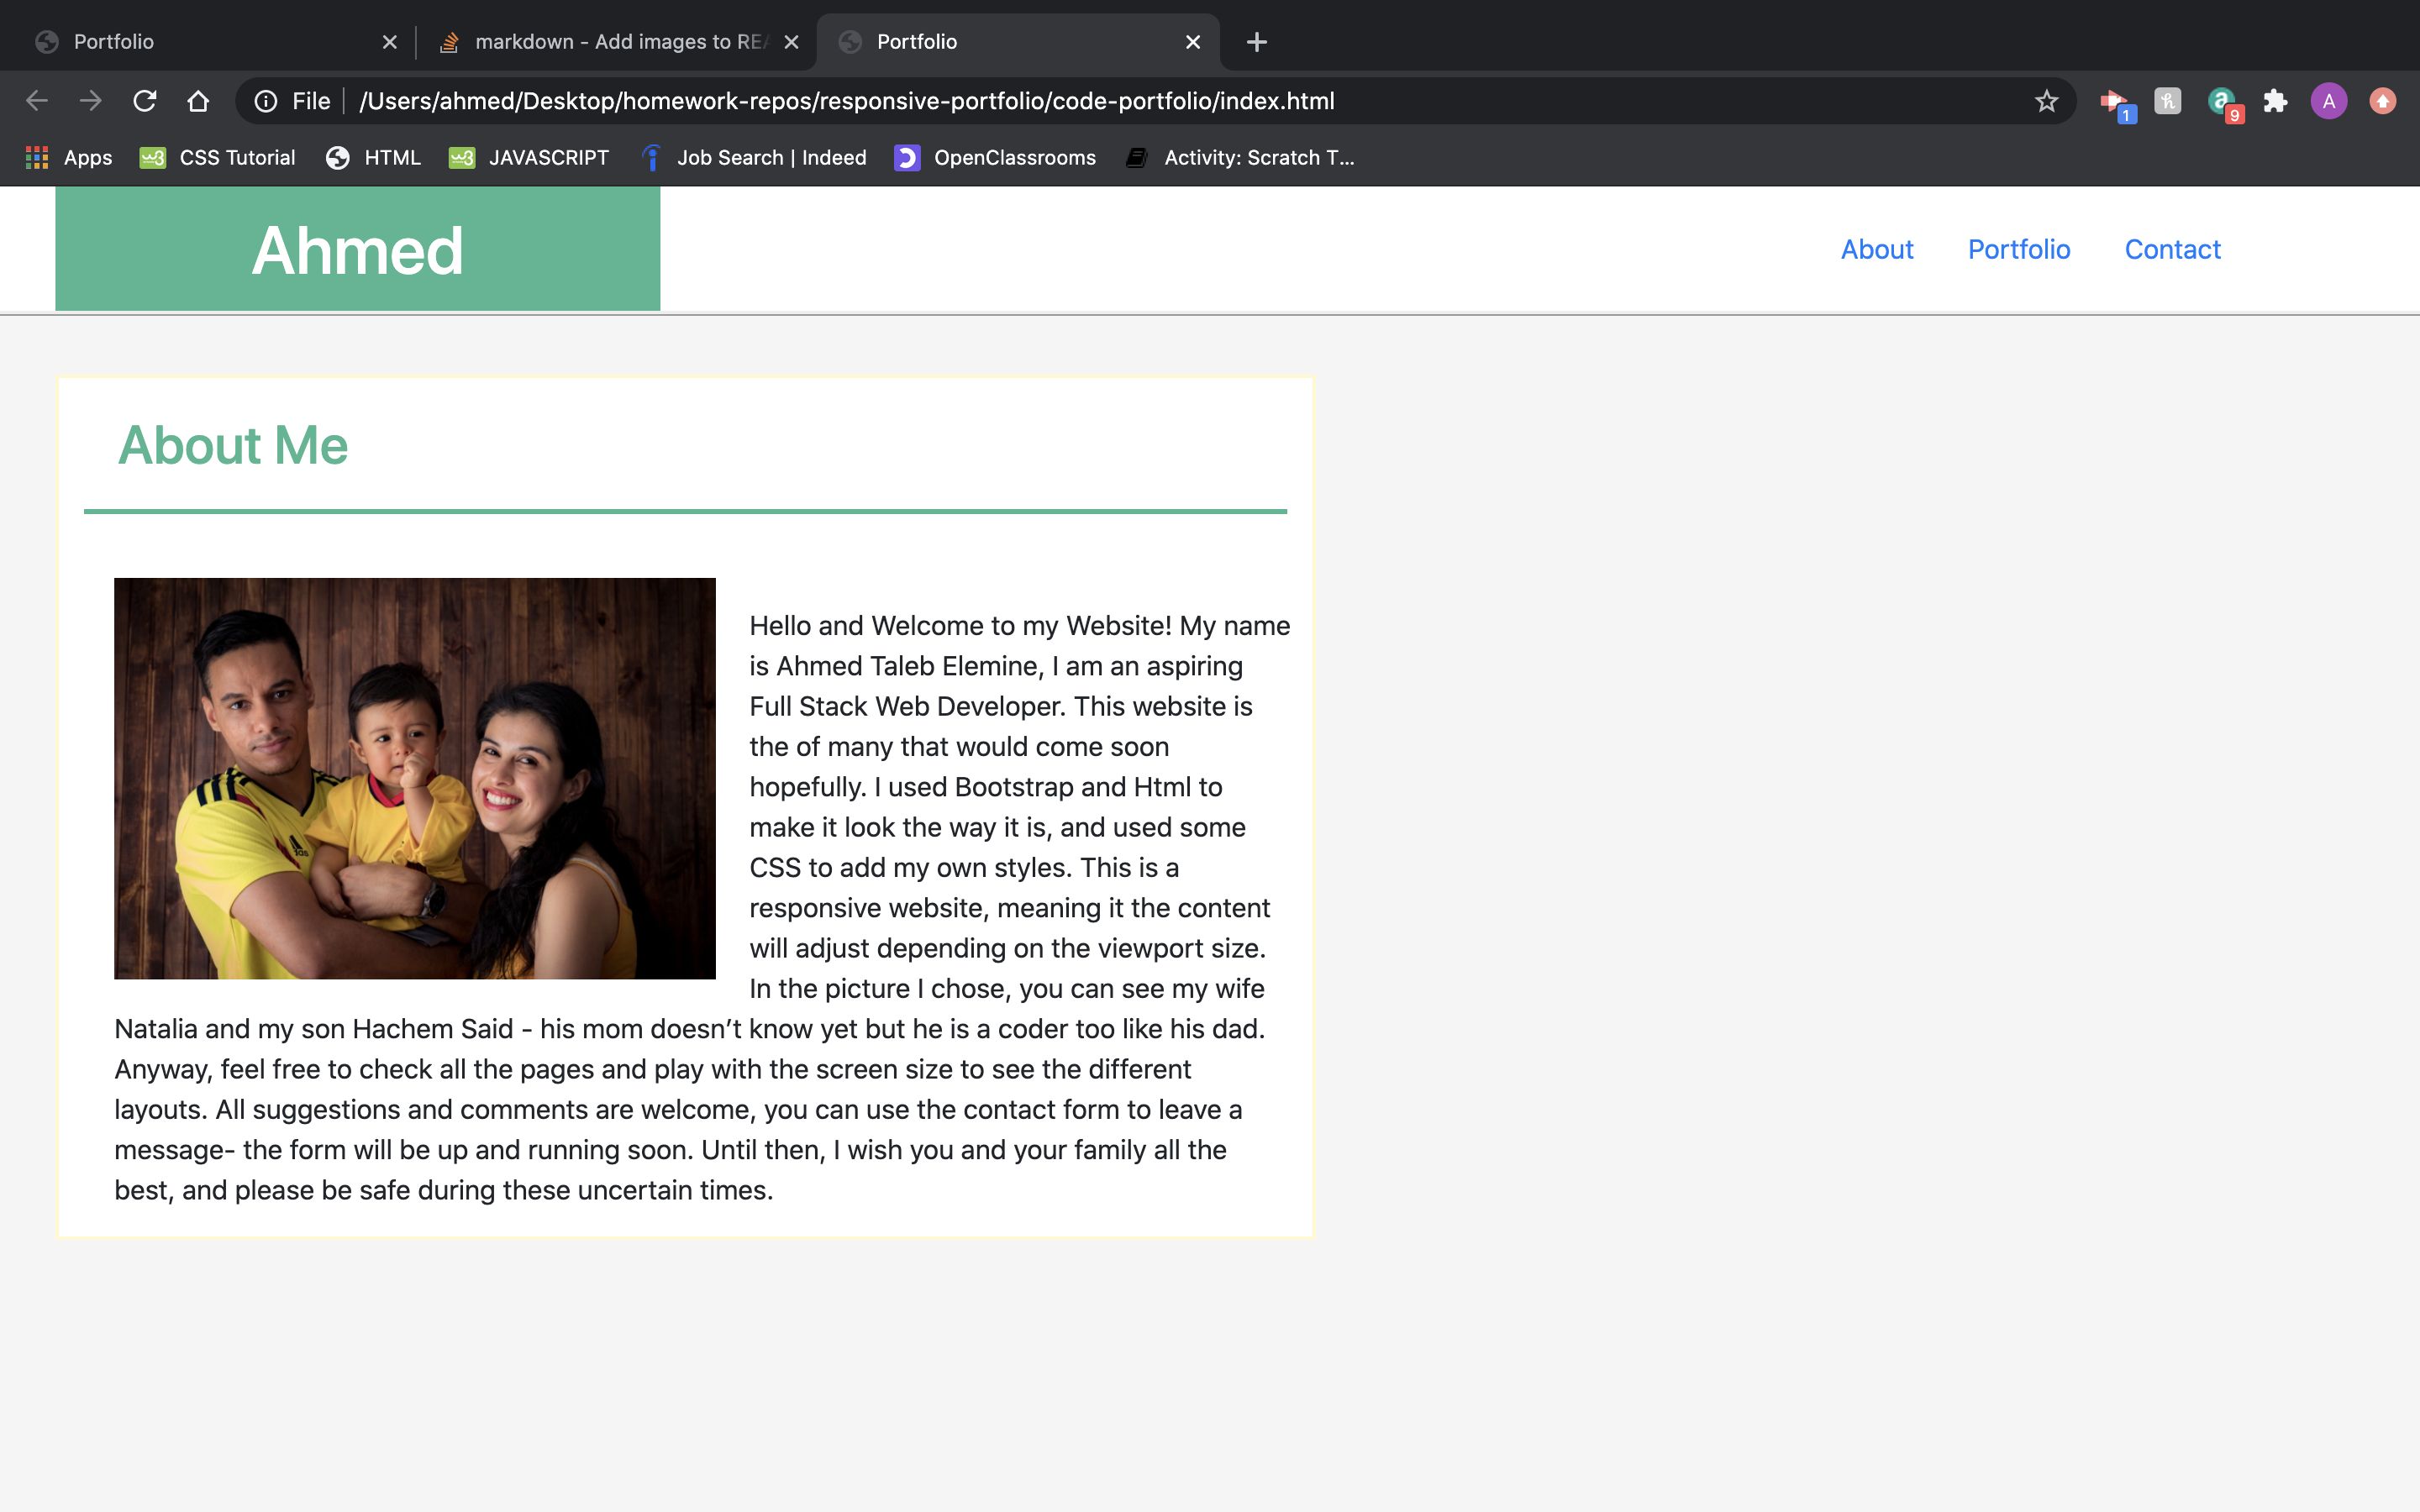 Portfolio
markdown - Add images to REA
Portfolio
File
/Users/ahmed/Desktop/homework-repos/responsive-portfolio/code-portfolio/index.html
1
9
A
Apps
CSS Tutorial
HTML
JAVASCRIPT
Job Search | Indeed
OpenClassrooms
Activity: Scratch T...
Ahmed
About
Portfolio
Contact
About Me
Hello and Welcome to my Website! My name
is Ahmed Taleb Elemine, I am an aspiring
Full Stack Web Developer. This website is
the of many that would come soon
hopefully. I used Bootstrap and Html to
make it look the way it is, and used some
CSS to add my own styles. This is a
responsive website, meaning it the content
will adjust depending on the viewport size.
In the picture I chose, you can see my wife
Natalia and my son Hachem Said - his mom doesn’t know yet but he is a coder too like his dad.
Anyway, feel free to check all the pages and play with the screen size to see the different
layouts. All suggestions and comments are welcome, you can use the contact form to leave a
message- the form will be up and running soon. Until then, I wish you and your family all the
best, and please be safe during these uncertain times.